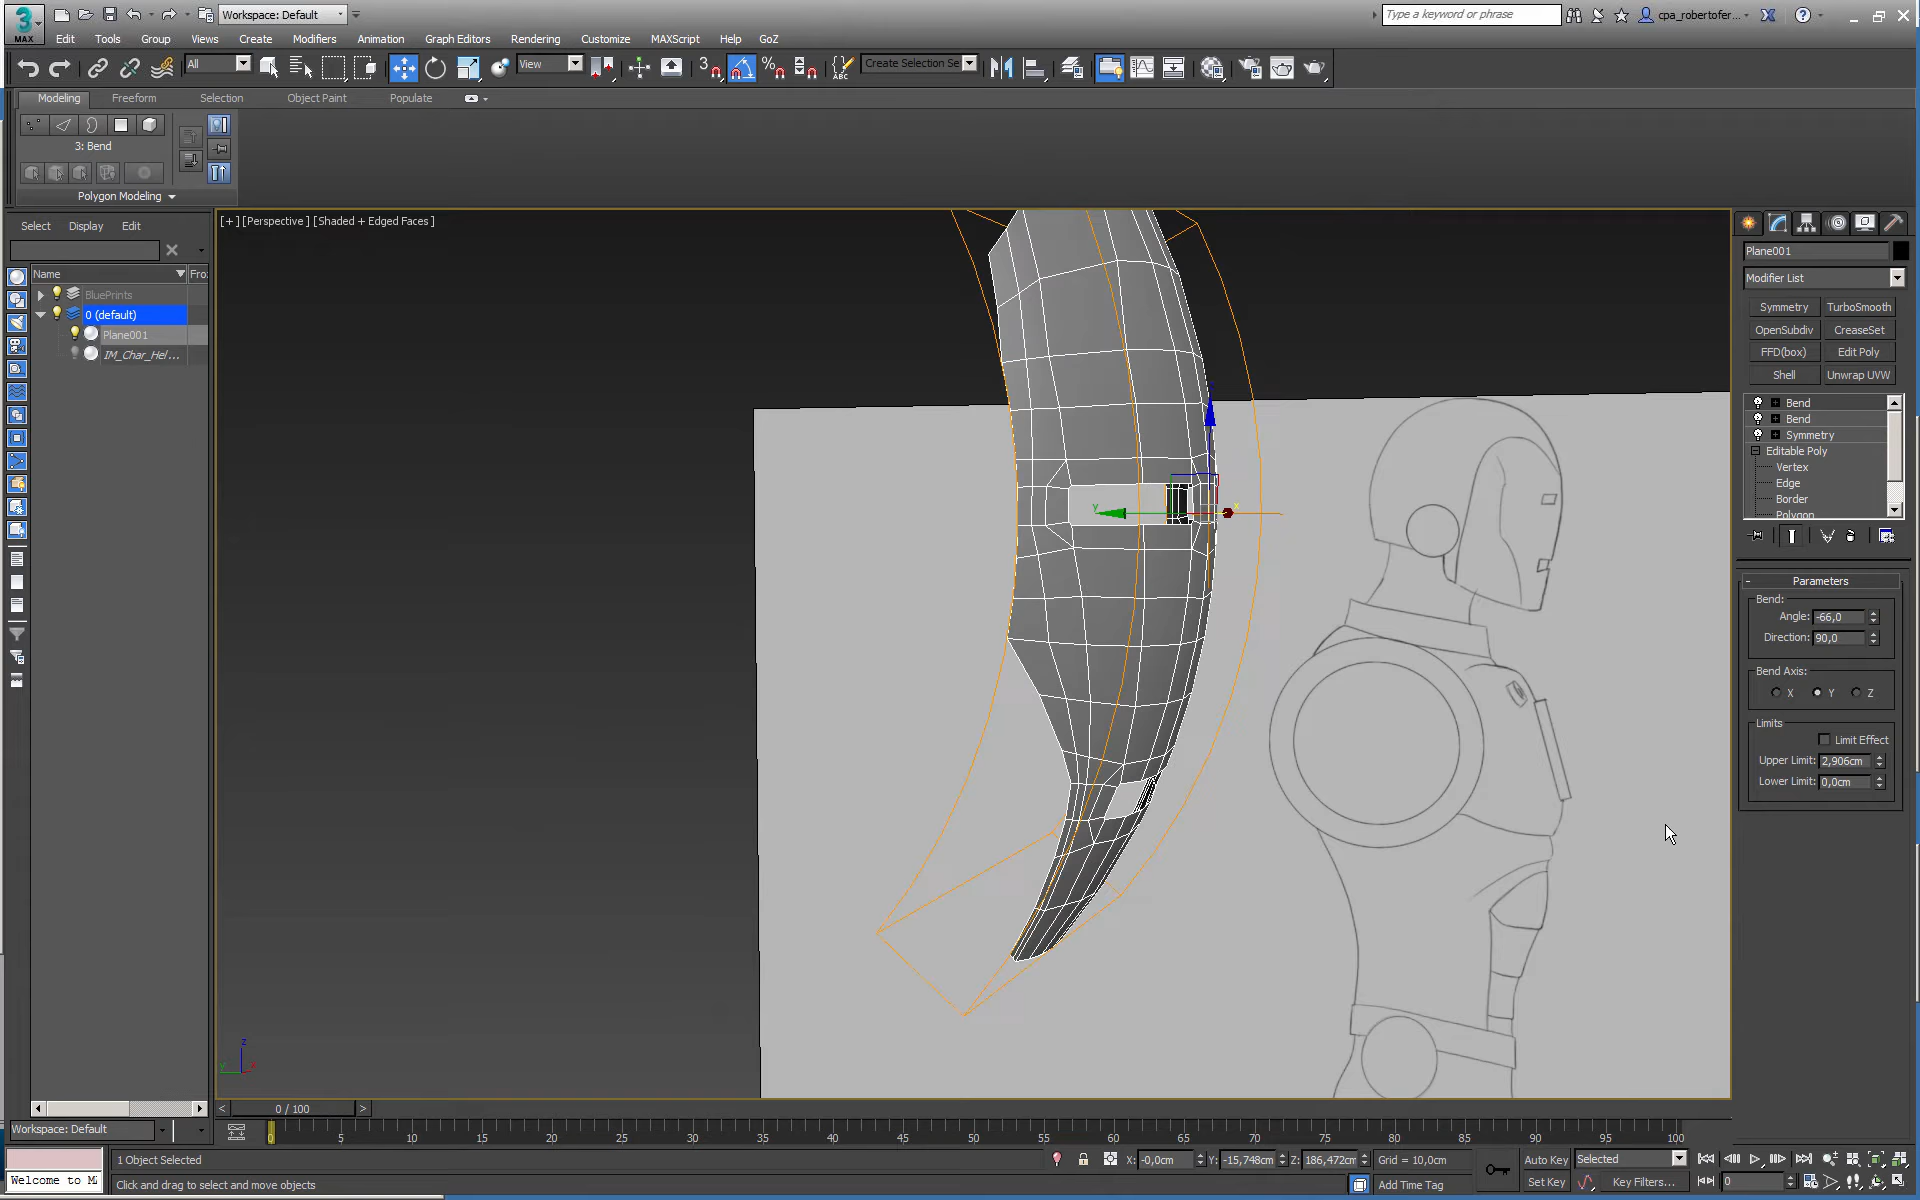 3
MAX
Workspace: Default
Type a keyword or phrase
cpa_robertofer...
Edit Tools Group Views Create Modifiers Animation Graph Editors Rendering Customize MAXScript Help GoZ
All
View
3
%
ABC
Create Selection Se
Modeling Freeform Selection Object Paint Populate
3: Bend
Polygon Modeling
Select Display Edit
[+] [Perspective] [Shaded + Edged Faces]
Name Fro
BluePrints
0 (default)
Plane001
IM_Char_Hel...
Plane001
Modifier List
Symmetry TurboSmooth
OpenSubdiv CreaseSet
FFD(box) Edit Poly
Shell Unwrap UVW
Bend
Bend
Symmetry
Editable Poly
Vertex
Edge
Border
Polygon
Parameters
Bend:
Angle: -66,0
Direction: 90,0
Bend Axis:
X Y Z
Limits
Limit Effect
Upper Limit: 2,906cm
Lower Limit: 0,0cm
y
x
z
0 / 100
Workspace: Default
0 5 10 15 20 25 30 35 40 45 50 55 60 65 70 75 80 85 90 95 100
1 Object Selected
X: -0,0cm Y: -15,748cm Z: 186,472cm Grid = 10,0cm
Auto Key Selected
Welcome to MA
Click and drag to select and move objects
Add Time Tag
Set Key Key Filters...
0